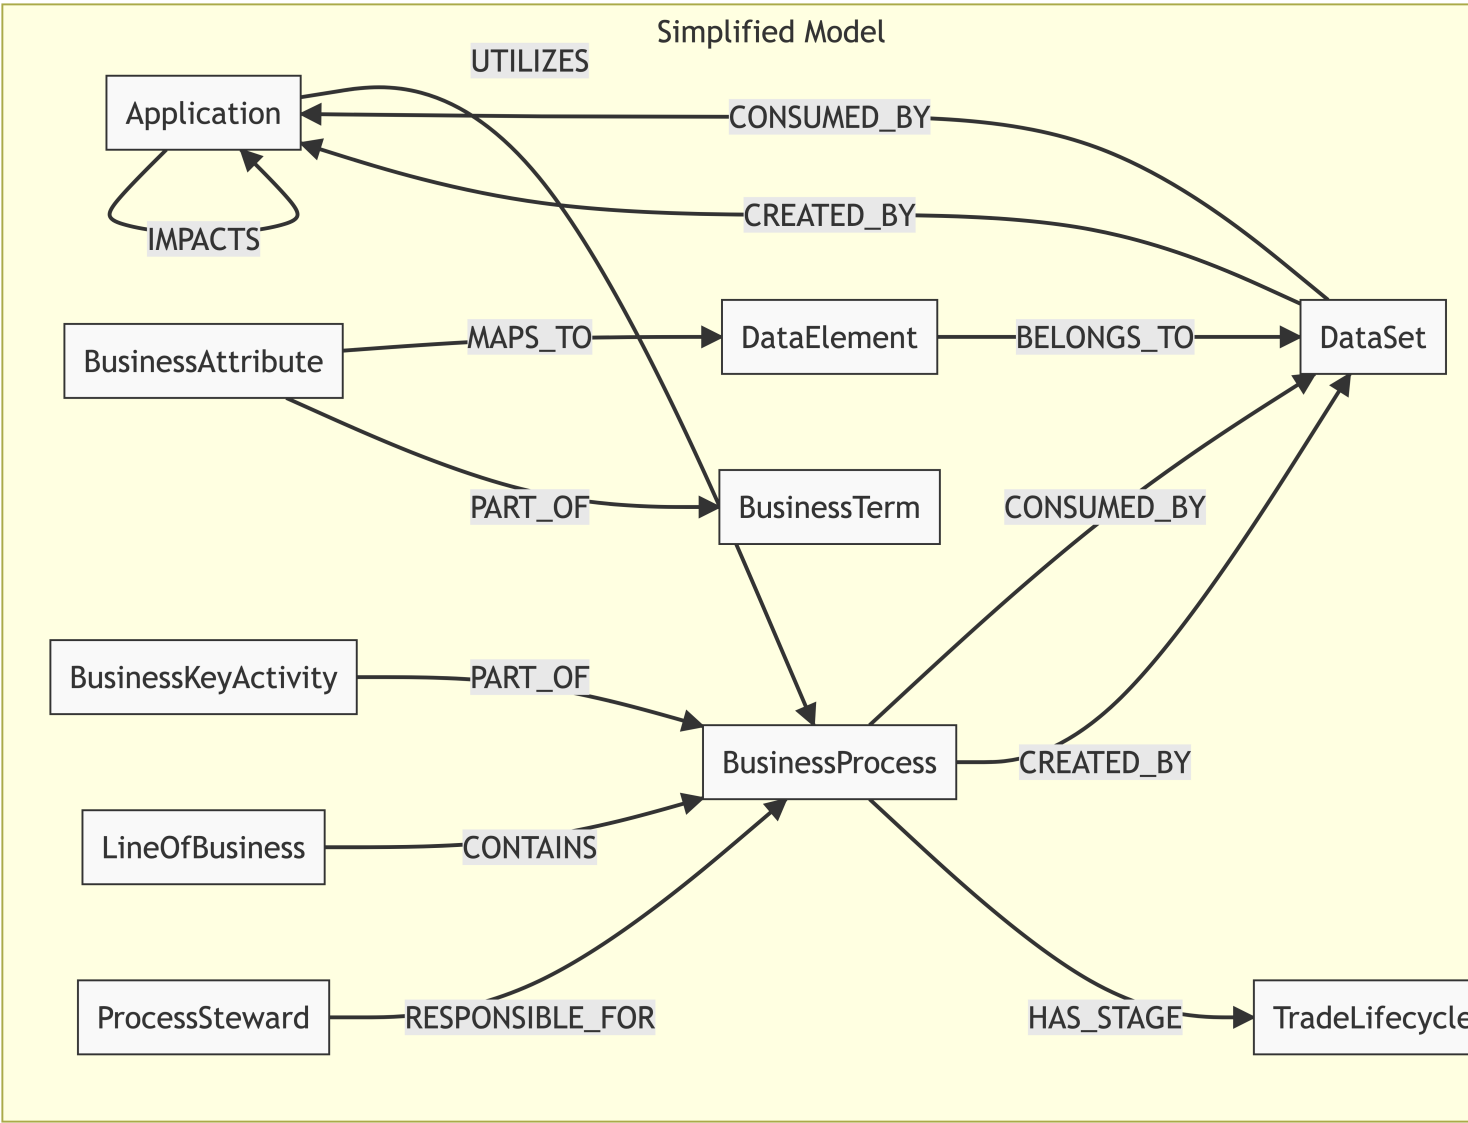 Simplified Model
UTILIZES
Application
CONSUMED_BY
CREATED_BY
IMPACTS
BusinessAttribute
MAPS_TO
DataElement
BELONGS_TO
DataSet
PART_OF
BusinessTerm
CONSUMED_BY
BusinessKeyActivity
PART_OF
BusinessProcess
CREATED_BY
LineOfBusiness
CONTAINS
ProcessSteward
RESPONSIBLE_FOR
HAS_STAGE
TradeLifecycle